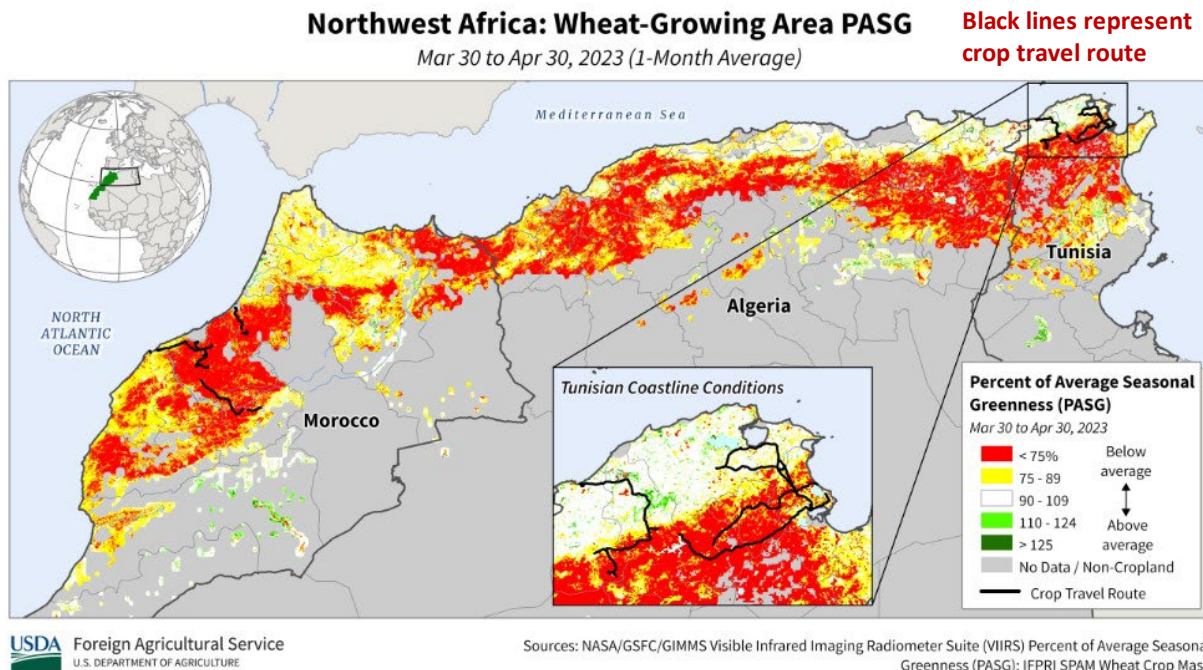 Northwest Africa: Wheat-Growing Area PASG
Mar 30 to Apr 30, 2023 (1-Month Average)
Black lines represent
crop travel route
Mediterranean Sea
NORTH
ATLANTIC
OCEAN
Morocco
Algeria
Tunisia
Tunisian Coastline Conditions
Percent of Average Seasonal
Greenness (PASG)
Mar 30 to Apr 30, 2023
< 75%
75 - 89
90 - 109
110 - 124
> 125
Below
average
Above
average
No Data / Non-Cropland
Crop Travel Route
USDA
Foreign Agricultural Service
U.S. DEPARTMENT OF AGRICULTURE
Sources: NASA/GSFC/GIMMS Visible Infrared Imaging Radiometer Suite (VIIRS) Percent of Average Season
Greenness (PASG); IFPRI SPAM Wheat Crop Mas